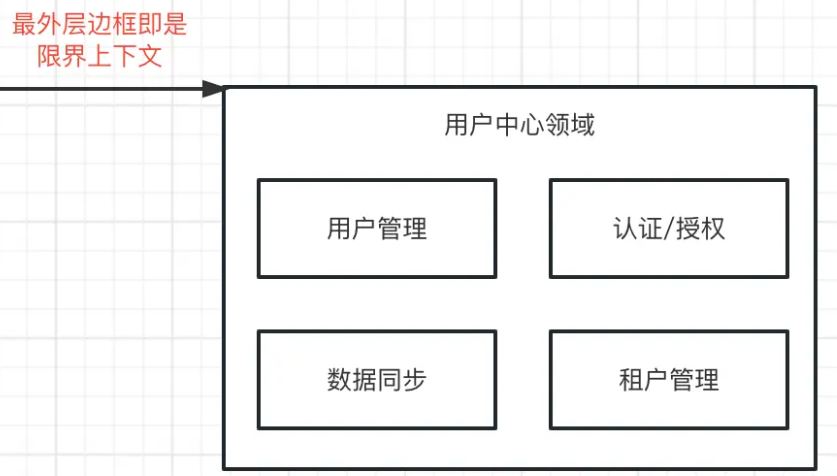 最外层边框即是
限界上下文
用户中心领域
用户管理
认证/授权
数据同步
租户管理